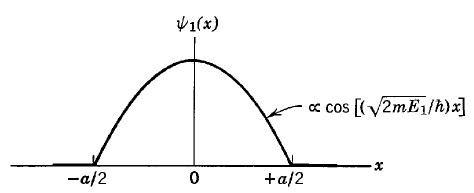 ψ₁(x)
∝ cos [(√2mE₁/ℏ)x]
x
−a/2
0
+a/2